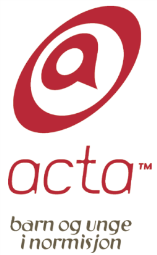 a
acta™
barn og unge
i normisjon